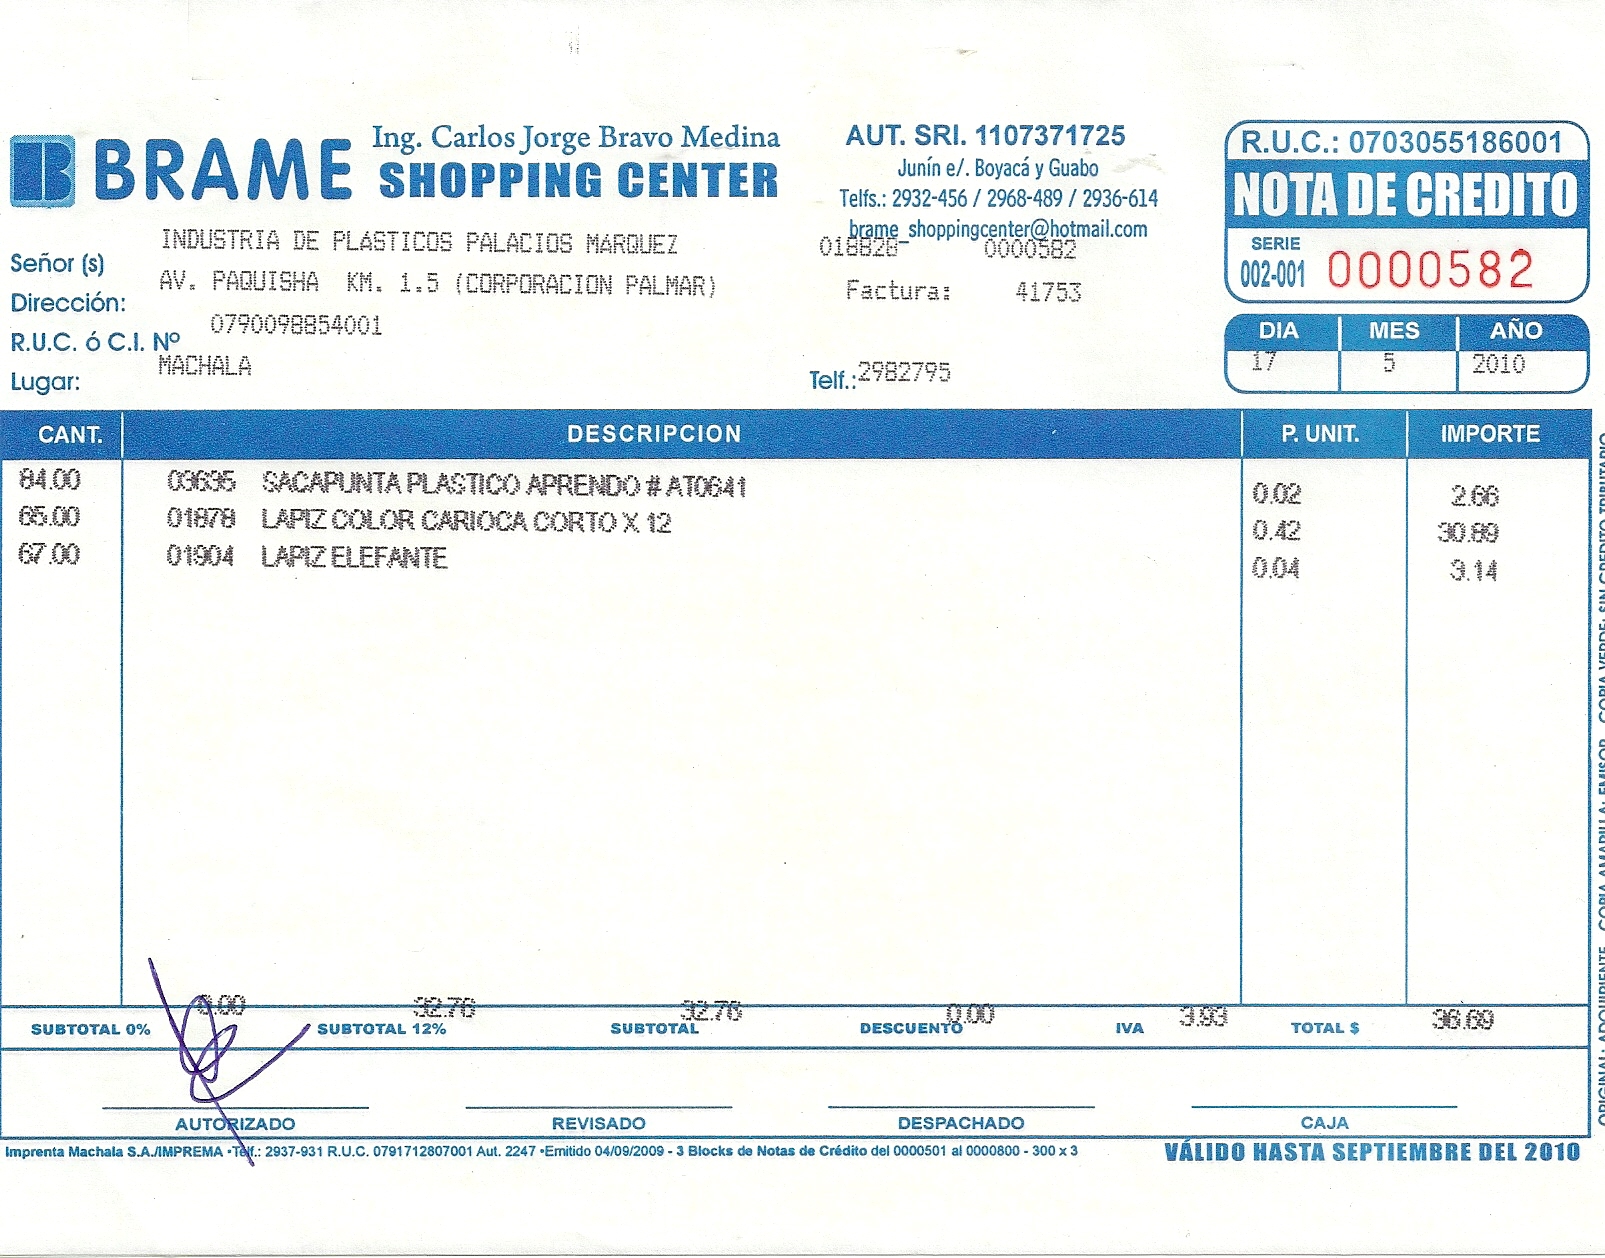 BRAME
Ing. Carlos Jorge Bravo Medina
SHOPPING CENTER
AUT. SRI. 1107371725
Junín e/. Boyacá y Guabo
Telfs.: 2932-456 / 2968-489 / 2936-614
brame_shoppingcenter@hotmail.com
R.U.C.: 0703055186001
NOTA DE CREDITO
SERIE
002-001 0000582
Señor (s) INDUSTRIA DE PLASTICOS PALACIOS MARQUEZ
018828 0000582
Dirección: AV. PAQUISHA KM. 1.5 (CORPORACION PALMAR)
Factura: 41753
R.U.C. ó C.I. Nº 0790098854001
Lugar: MACHALA
Telf.: 2982795
DIA MES AÑO
17 5 2010
CANT. DESCRIPCION P. UNIT. IMPORTE
84.00 03635 SACAPUNTA PLASTICO APRENDO # AT0641 0.02 2.66
65.00 01878 LAPIZ COLOR CARIOCA CORTO X 12 0.42 30.89
67.00 01904 LAPIZ ELEFANTE 0.04 3.14
SUBTOTAL 0% 0.00 SUBTOTAL 12% 32.76 SUBTOTAL 32.76 DESCUENTO 0.00 IVA 3.93 TOTAL $ 36.69
AUTORIZADO REVISADO DESPACHADO CAJA
Imprenta Machala S.A./IMPREMA •Telf.: 2937-931 R.U.C. 0791712807001 Aut. 2247 •Emitido 04/09/2009 - 3 Blocks de Notas de Crédito del 0000501 al 0000800 - 300 x 3
VÁLIDO HASTA SEPTIEMBRE DEL 2010
ORIGINAL: ADQUIRENTE COPIA AMARILLA: EMISOR COPIA VERDE: SIN CREDITO TRIBUTARIO